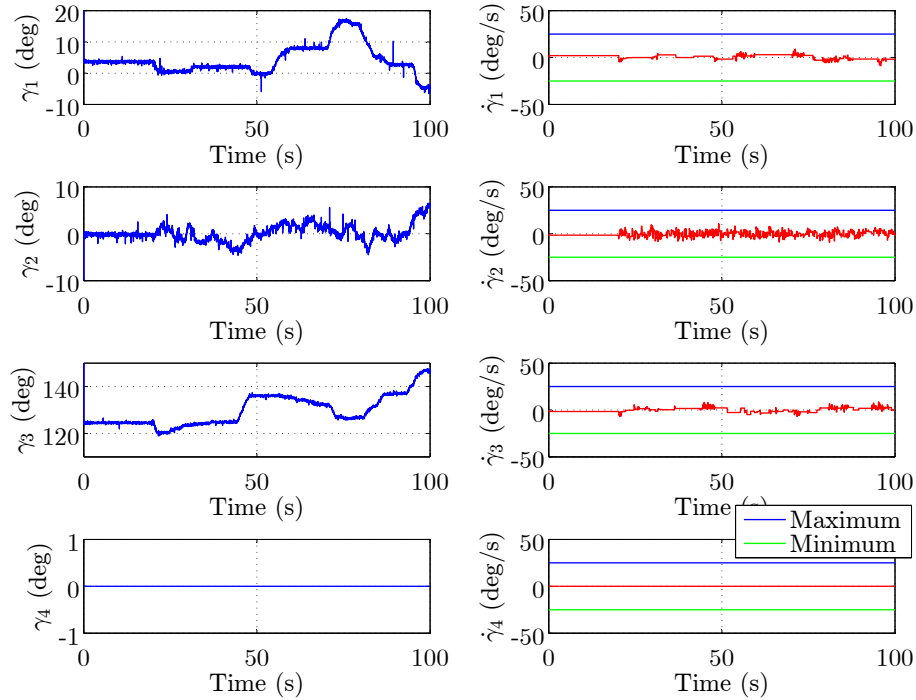 20
10
0
-10
γ1 (deg
0
50
100
Time (s)
50
0
-50
γ̇1 (deg/s)
0
50
100
Time (s)
10
0
-10
γ2 (deg)
0
50
100
Time (s)
50
0
-50
γ̇2 (deg/s)
0
50
100
Time (s)
140
120
γ3 (deg)
0
50
100
Time (s)
50
0
-50
γ̇3 (deg/s)
0
50
100
Time (s)
Maximum
Minimum
1
0
-1
γ4 (deg)
0
50
100
Time (s)
50
0
-50
γ̇4 (deg/s)
0
50
100
Time (s)